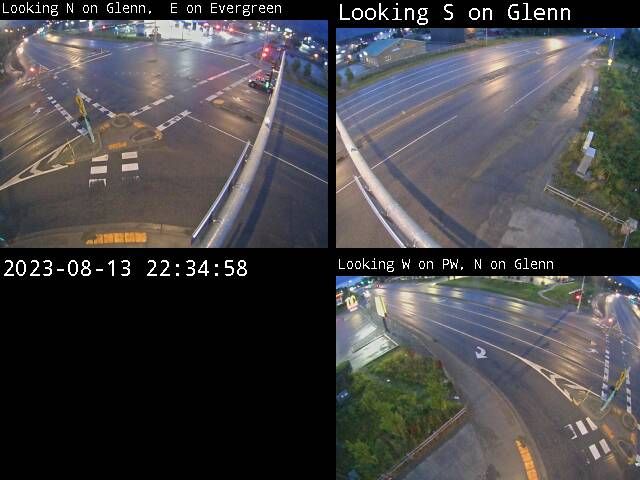 Looking N on Glenn,  E on Evergreen
Looking S on Glenn
2023-08-13 22:34:58
Looking W on PW, N on Glenn